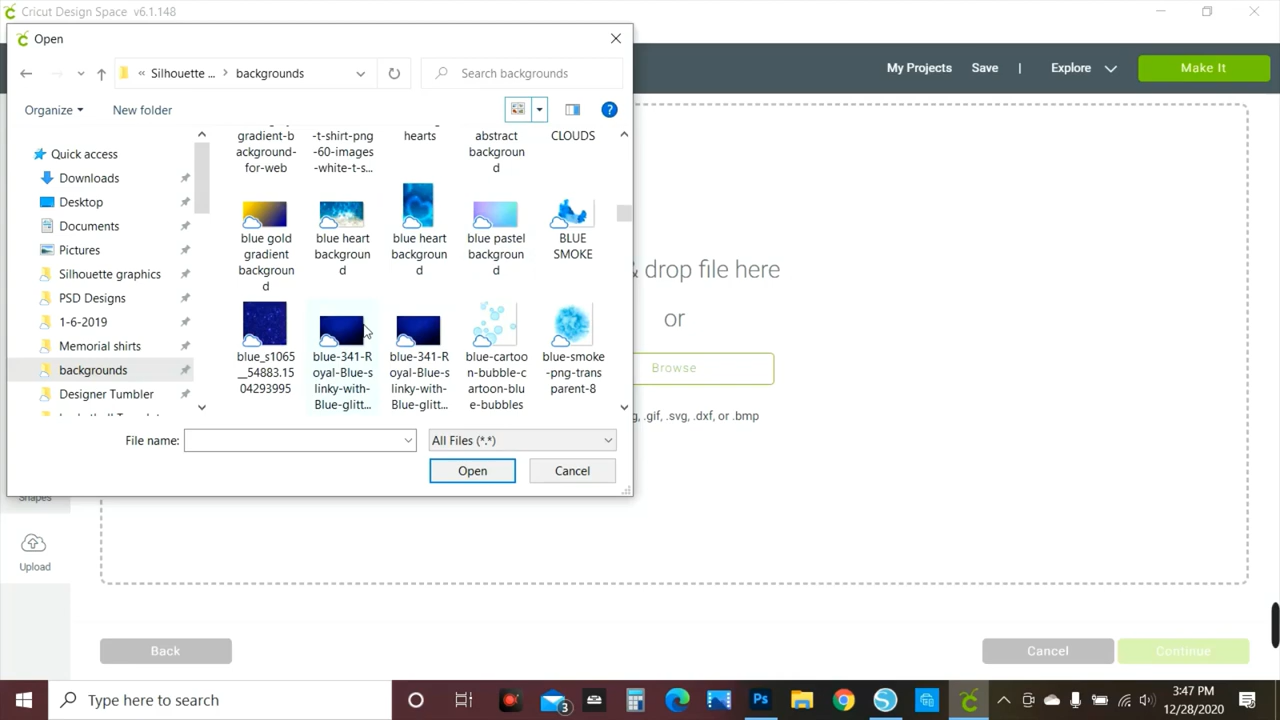 Cricut Design Space v6.1.148
Open
« Silhouette ... > backgrounds
Search backgrounds
My Projects Save | Explore Make It
Organize New folder
Quick access
Downloads
Desktop
Documents
Pictures
Silhouette graphics
PSD Designs
1-6-2019
Memorial shirts
backgrounds
Designer Tumbler
gradient-b
ackground-
for-web
-t-shirt-png
-60-images
-white-t-s...
hearts
abstract
backgroun
d
CLOUDS
blue gold
gradient
backgroun
d
blue heart
backgroun
d
blue heart
backgroun
d
blue pastel
backgroun
d
BLUE
SMOKE
blue_s1065
__54883.15
04293995
blue-341-R
oyal-Blue-s
linky-with-
Blue-glitt...
blue-341-R
oyal-Blue-s
linky-with-
Blue-glitt...
blue-cartoo
n-bubble-c
artoon-blu
e-bubbles
blue-smoke
-png-trans
parent-8
File name:
All Files (*.*)
Open Cancel
& drop file here
or
Browse
.gif, .svg, .dxf, or .bmp
Shapes
Upload
Back
Cancel Continue
Type here to search
3
Ps
3:47 PM
12/28/2020